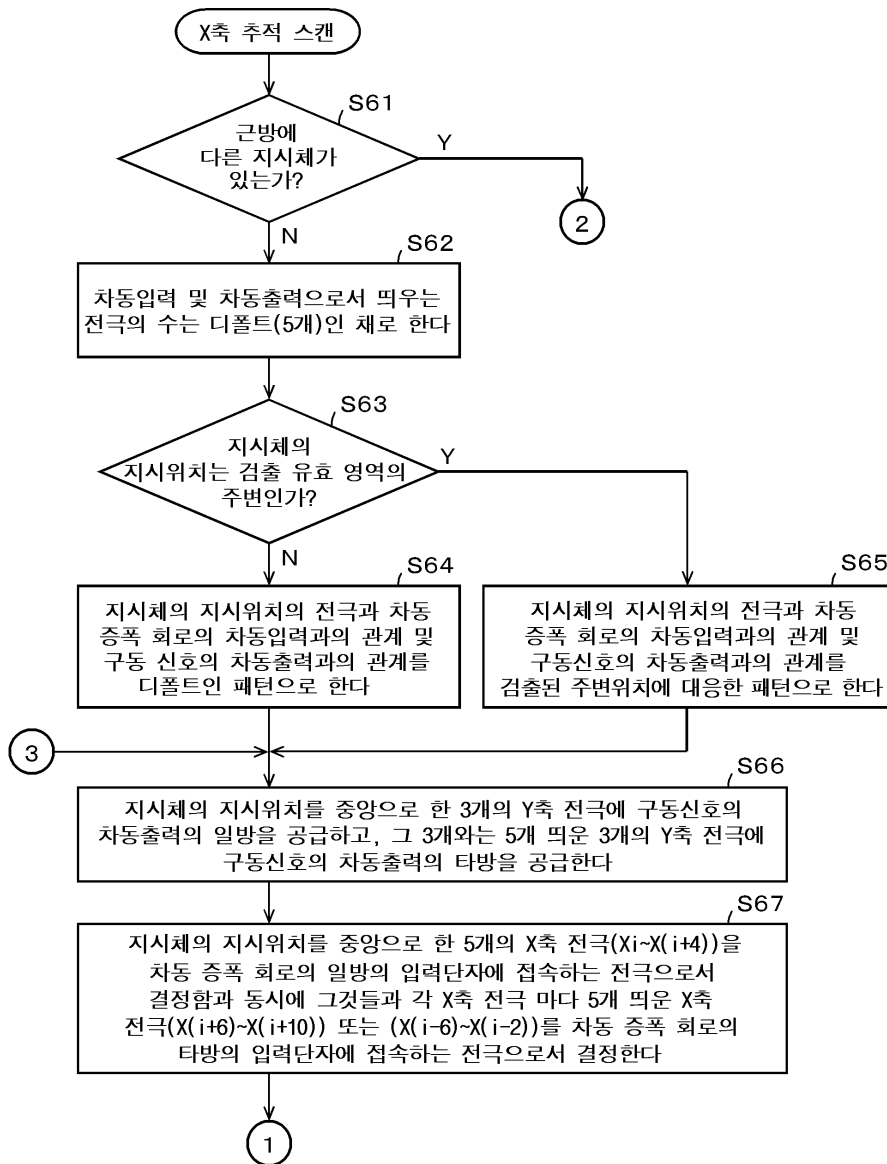 X축 추적 스캔
S61
근방에
다른 지시체가
있는가?
Y
2
N
S62
차동입력 및 차동출력으로서 띄우는
전극의 수는 디폴트(5개)인 채로 한다
S63
지시체의
지시위치는 검출 유효 영역의
주변인가?
Y
N
S64
지시체의 지시위치의 전극과 차동
증폭 회로의 차동입력과의 관계 및
구동 신호의 차동출력과의 관계를
디폴트인 패턴으로 한다
S65
지시체의 지시위치의 전극과 차동
증폭 회로의 차동입력과의 관계 및
구동신호의 차동출력과의 관계를
검출된 주변위치에 대응한 패턴으로 한다
3
S66
지시체의 지시위치를 중앙으로 한 3개의 Y축 전극에 구동신호의
차동출력의 일방을 공급하고, 그 3개와는 5개 띄운 3개의 Y축 전극에
구동신호의 차동출력의 타방을 공급한다
S67
지시체의 지시위치를 중앙으로 한 5개의 X축 전극(Xi~X(i+4))을
차동 증폭 회로의 일방의 입력단자에 접속하는 전극으로서
결정함과 동시에 그것들과 각 X축 전극 마다 5개 띄운 X축
전극(X(i+6)~X(i+10)) 또는 (X(i-6)~X(i-2))를 차동 증폭 회로의
타방의 입력단자에 접속하는 전극으로서 결정한다
1